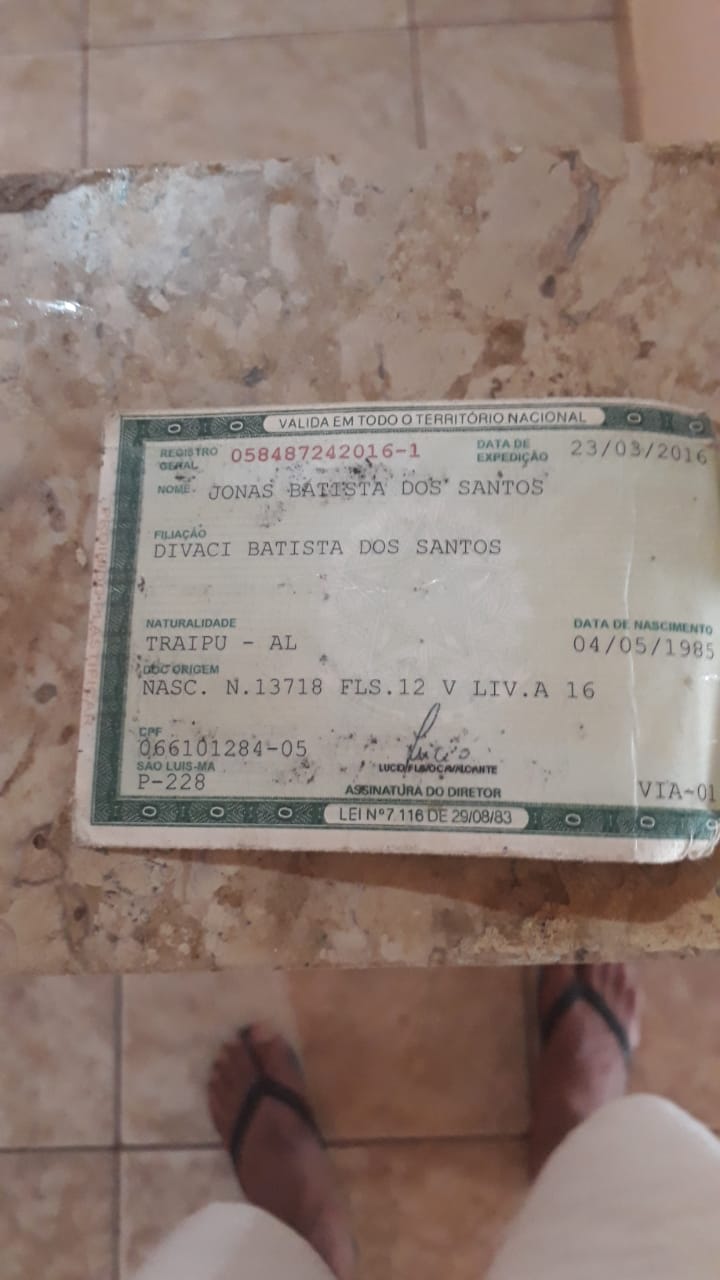 VALIDA EM TODO O TERRITÓRIO NACIONAL
REGISTRO GERAL 058487242016-1 DATA DE EXPEDIÇÃO 23/03/2016
NOME JONAS BATISTA DOS SANTOS
FILIAÇÃO
DIVACI BATISTA DOS SANTOS
NATURALIDADE DATA DE NASCIMENTO
TRAIPU - AL 04/05/1985
DOC ORIGEM
NASC. N.13718 FLS.12 V LIV.A 16
CPF
066101284-05
SÃO LUIS-MA
P-228 ASSINATURA DO DIRETOR VIA-01
LEI Nº 7.116 DE 29/08/83